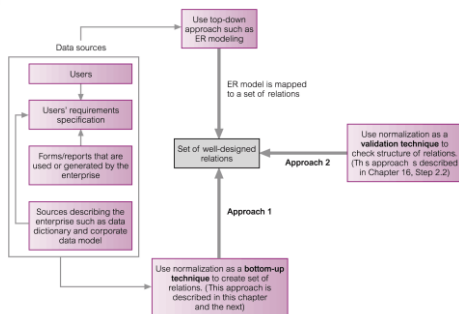 Data sources
Use top-down
approach such as
ER modeling
Users
Users' requirements
specification
Forms/reports that are
used or generated by the
enterprise
Sources describing the
enterprise such as data
dictionary and corporate
data model
ER model is mapped
to a set of relations
Set of well-designed
relations
Approach 2
Use normalization as a
validation technique to
check structure of relations.
(Th s approach s described
in Chapter 16, Step 2.2)
Approach 1
Use normalization as a bottom-up
technique to create set of
relations. (This approach is
described in this chapter
and the next)